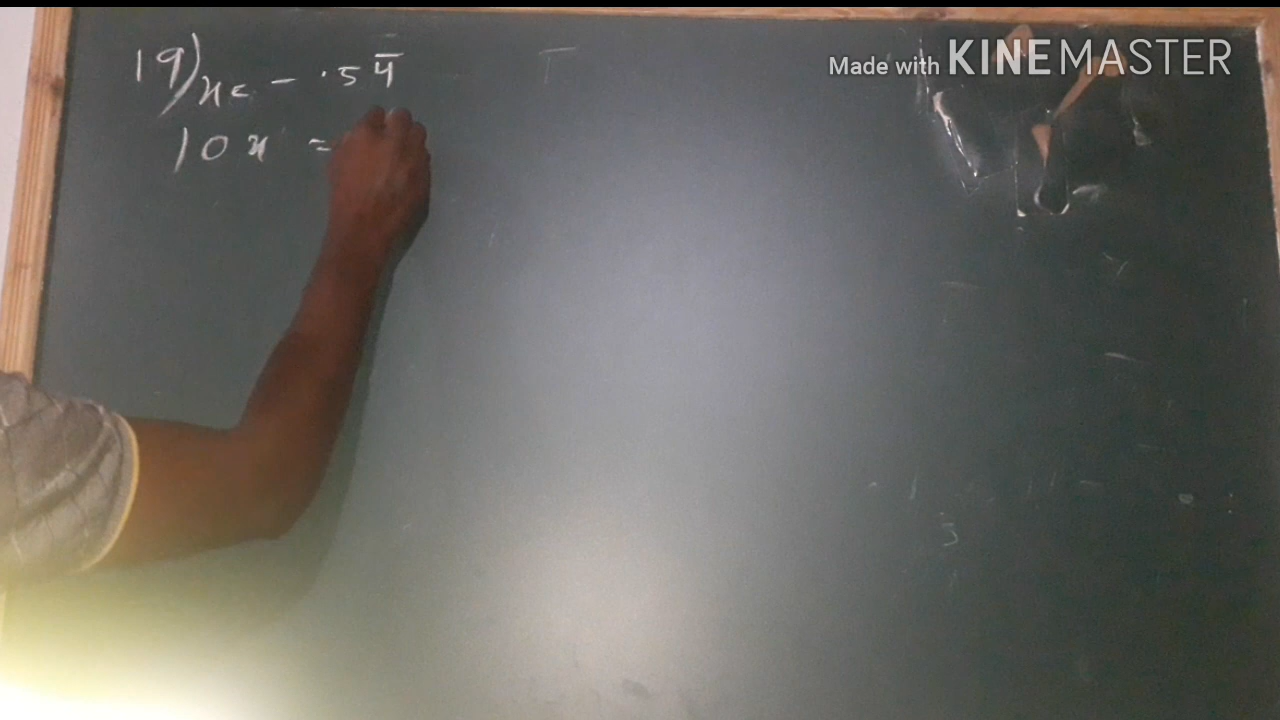 19) x = .54̅
10x =
Made with KINEMASTER